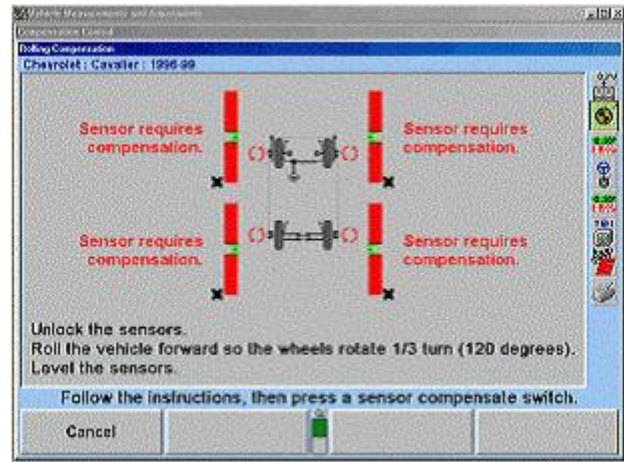 Vehicle Measurements and Adjustments
Compensation Control
Rolling Compensation
Chevrolet : Cavalier : 1996-99
Sensor requires
compensation.
Sensor requires
compensation.
Sensor requires
compensation.
Sensor requires
compensation.
Unlock the sensors.
Roll the vehicle forward so the wheels rotate 1/3 turn (120 degrees).
Level the sensors.
Follow the instructions, then press a sensor compensate switch.
Cancel